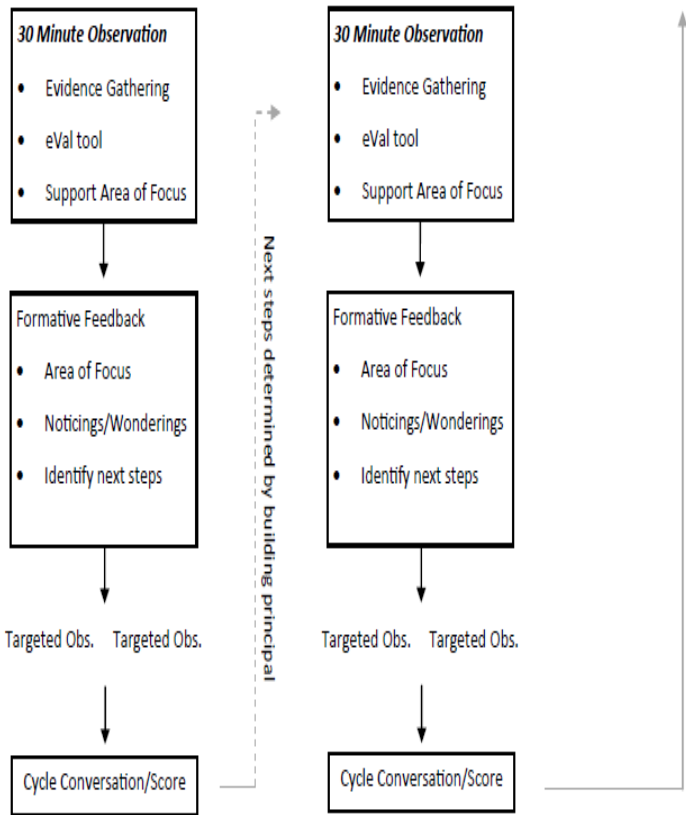 30 Minute Observation
• Evidence Gathering
• eVal tool
• Support Area of Focus
Formative Feedback
• Area of Focus
• Noticings/Wonderings
• Identify next steps
Targeted Obs. Targeted Obs.
Cycle Conversation/Score
Next steps determined by building principal
30 Minute Observation
• Evidence Gathering
• eVal tool
• Support Area of Focus
Formative Feedback
• Area of Focus
• Noticings/Wonderings
• Identify next steps
Targeted Obs. Targeted Obs.
Cycle Conversation/Score